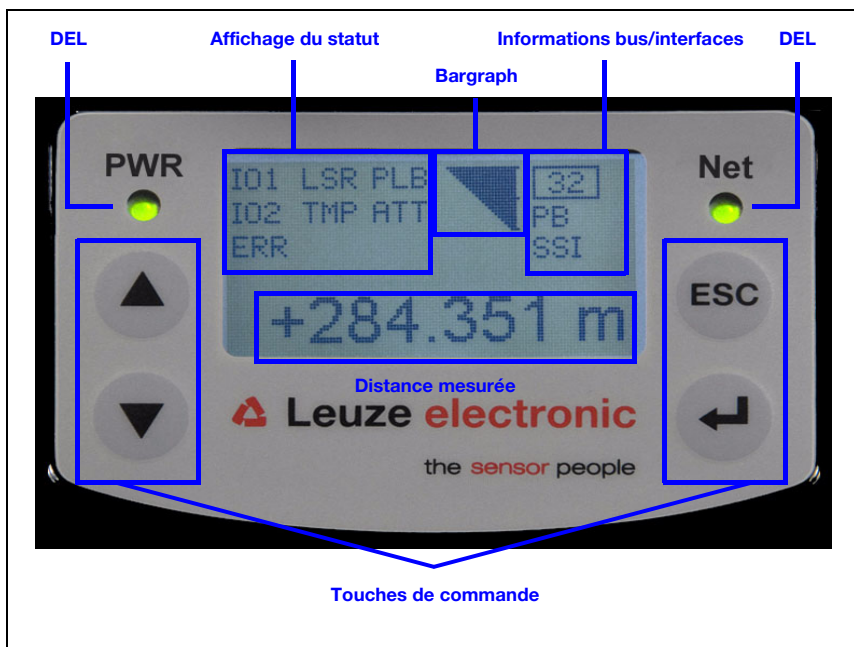 DEL Affichage du statut Informations bus/interfaces DEL
Bargraph
PWR Net
IO1 LSR PLB 32
IO2 TMP ATT PB
ERR SSI
ESC
+284.351 m
Distance mesurée
Leuze electronic
the sensor people
Touches de commande